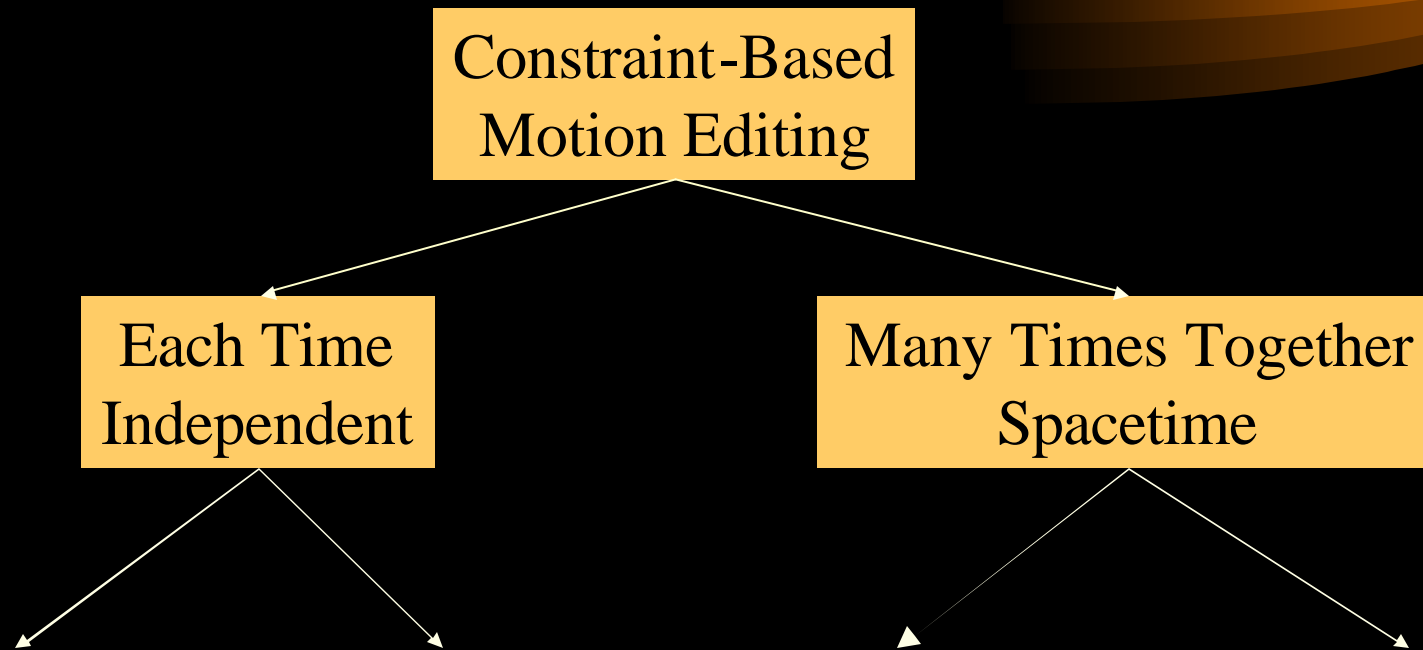 Constraint-Based
Motion Editing
Each Time
Independent
Many Times Together
Spacetime